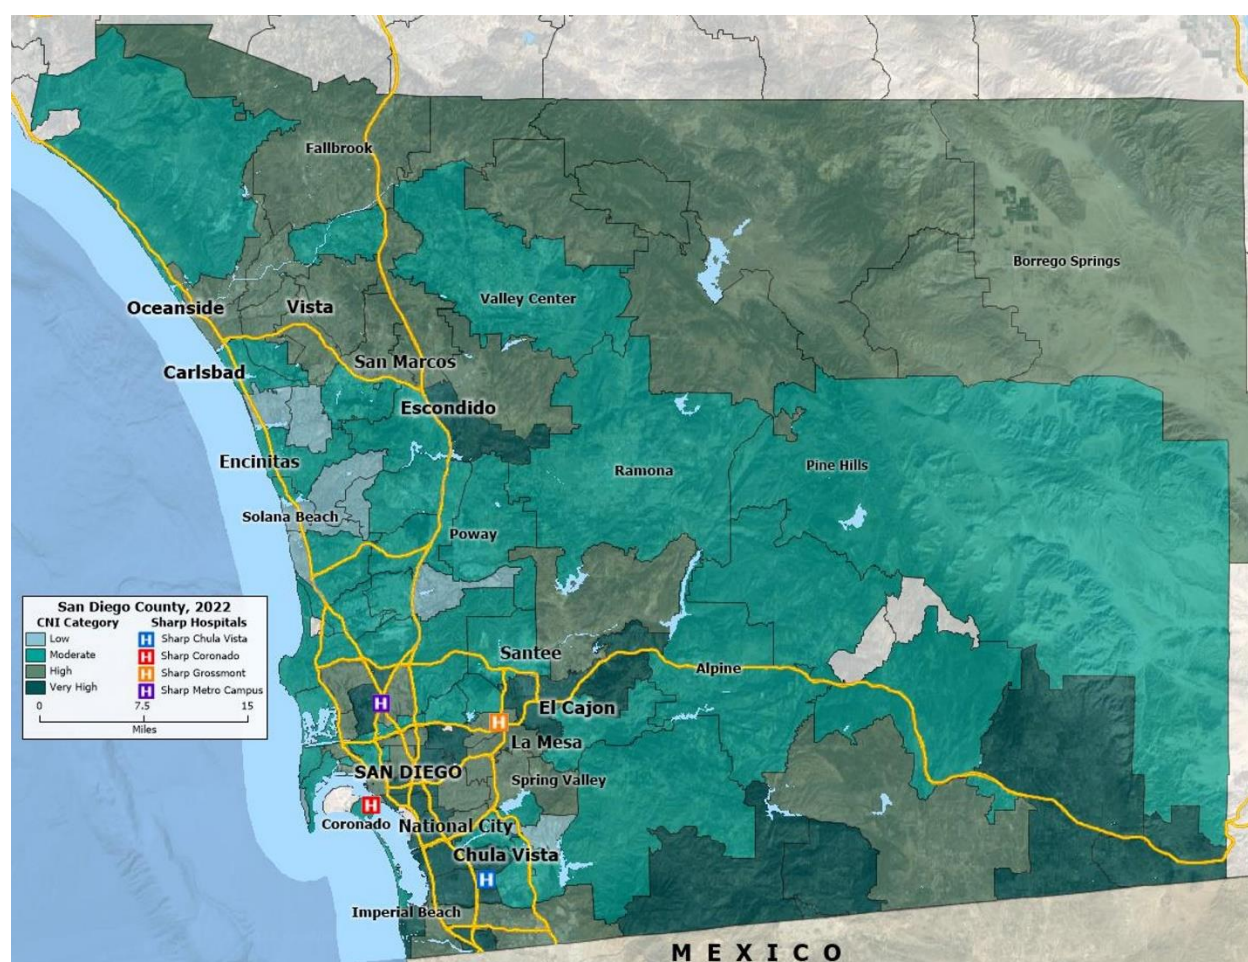 Fallbrook
Borrego Springs
Valley Center
Oceanside
Vista
San Marcos
Carlsbad
Escondido
Encinitas
Ramona
Pine Hills
Solana Beach
Poway
San Diego County, 2022
CNI Category Sharp Hospitals
Low H Sharp Chula Vista
Moderate H Sharp Coronado
High H Sharp Grossmont
Very High H Sharp Metro Campus
0 7.5 15
Miles
Santee
Alpine
H
El Cajon
H
La Mesa
SAN DIEGO
Spring Valley
H
Coronado
National City
Chula Vista
H
Imperial Beach
MEXICO